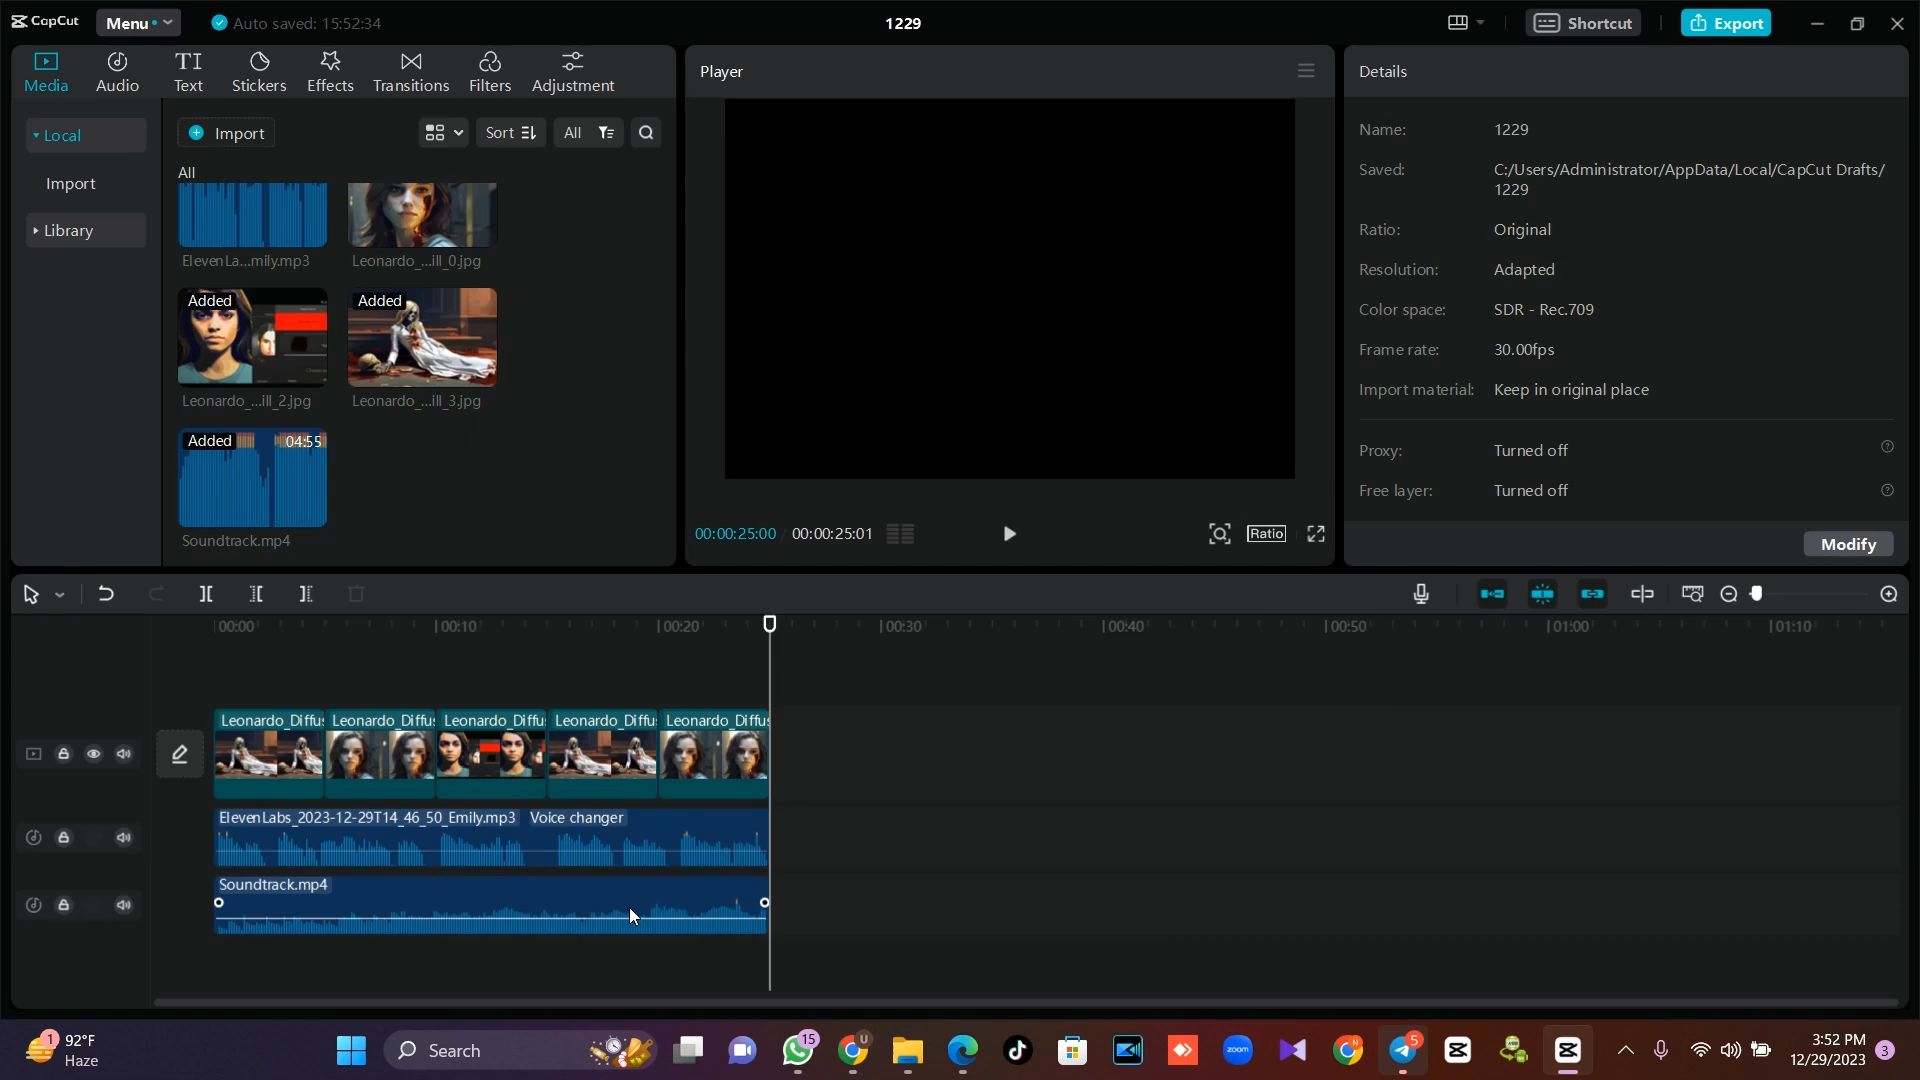 CapCut
Menu
Auto saved: 15:52:34
1229
Shortcut
Export
Media
Audio
Text
Stickers
Effects
Transitions
Filters
Adjustment
Player
Details
Local
Import
Library
Import
Sort
All
All
ElevenLa...mily.mp3
Leonardo_...ill_0.jpg
Added
Added
Leonardo_...ill_2.jpg
Leonardo_...ill_3.jpg
Added
04:55
Soundtrack.mp4
00:00:25:00
00:00:25:01
Ratio
Name: 1229
Saved: C:/Users/Administrator/AppData/Local/CapCut Drafts/
1229
Ratio: Original
Resolution: Adapted
Color space: SDR - Rec.709
Frame rate: 30.00fps
Import material: Keep in original place
Proxy: Turned off
Free layer: Turned off
Modify
00:00
00:10
00:20
00:30
00:40
00:50
01:00
01:10
Leonardo_Diffus
Leonardo_Diffus
Leonardo_Diffus
Leonardo_Diffus
Leonardo_Diffus
ElevenLabs_2023-12-29T14_46_50_Emily.mp3
Voice changer
Soundtrack.mp4
1
92°F
Haze
Search
15
U
zoom
N
5
3:52 PM
12/29/2023
3